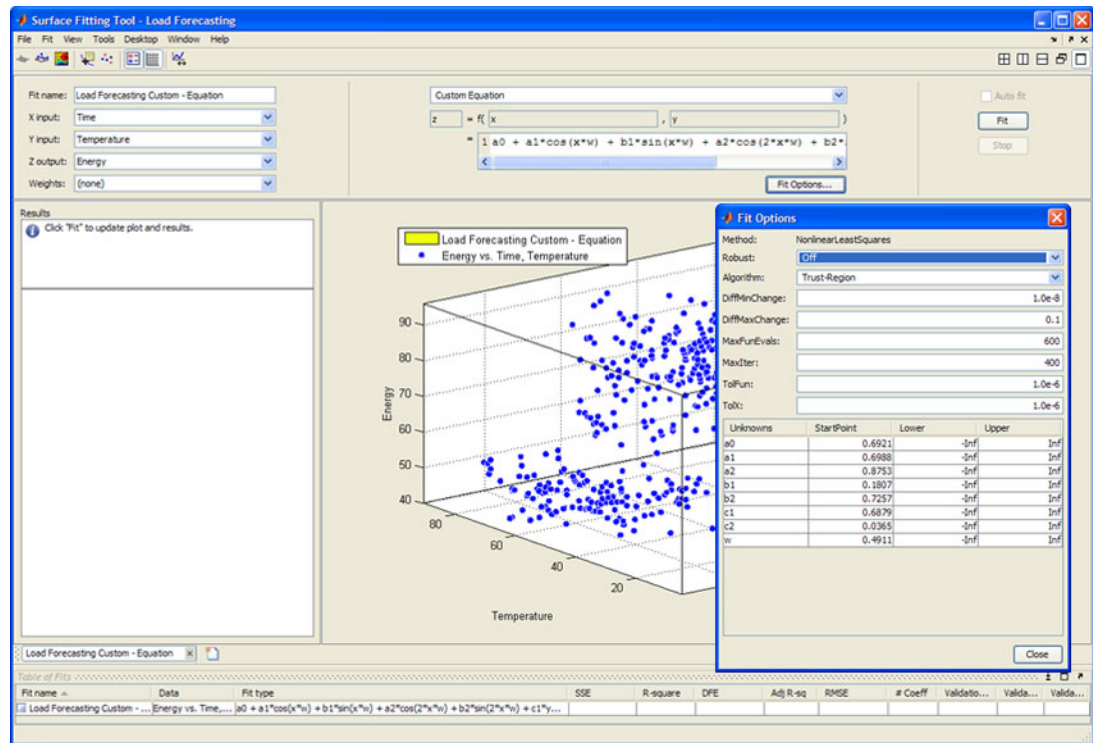 Surface Fitting Tool - Load Forecasting
File Fit View Tools Desktop Window Help
Fit name: Load Forecasting Custom - Equation
X input: Time
Y input: Temperature
Z output: Energy
Weights: (none)
Custom Equation
z = f( x , y )
= 1 a0 + a1*cos(x*w) + b1*sin(x*w) + a2*cos(2*x*w) + b2*
Fit Options...
Auto fit
Fit
Stop
Results
Click "Fit" to update plot and results.
Load Forecasting Custom - Equation
Energy vs. Time, Temperature
90
80
70
60
50
40
Energy
80
60
40
20
Temperature
Fit Options
Method: NonlinearLeastSquares
Robust: Off
Algorithm: Trust-Region
DiffMinChange: 1.0e-8
DiffMaxChange: 0.1
MaxFunEvals: 600
MaxIter: 400
TolFun: 1.0e-6
TolX: 1.0e-6
Unknowns StartPoint Lower Upper
a0 0.6921 -Inf Inf
a1 0.6988 -Inf Inf
a2 0.8753 -Inf Inf
b1 0.1807 -Inf Inf
b2 0.7257 -Inf Inf
c1 0.6879 -Inf Inf
c2 0.0365 -Inf Inf
w 0.4911 -Inf Inf
Close
Load Forecasting Custom - Equation
Table of Fits
Fit name Data Fit type SSE R-square DFE Adj R-sq RMSE # Coeff Validatio... Valida... Valida...
Load Forecasting Custom - ... Energy vs. Time,... a0 + a1*cos(x*w) + b1*sin(x*w) + a2*cos(2*x*w) + b2*sin(2*x*w) + c1*y...